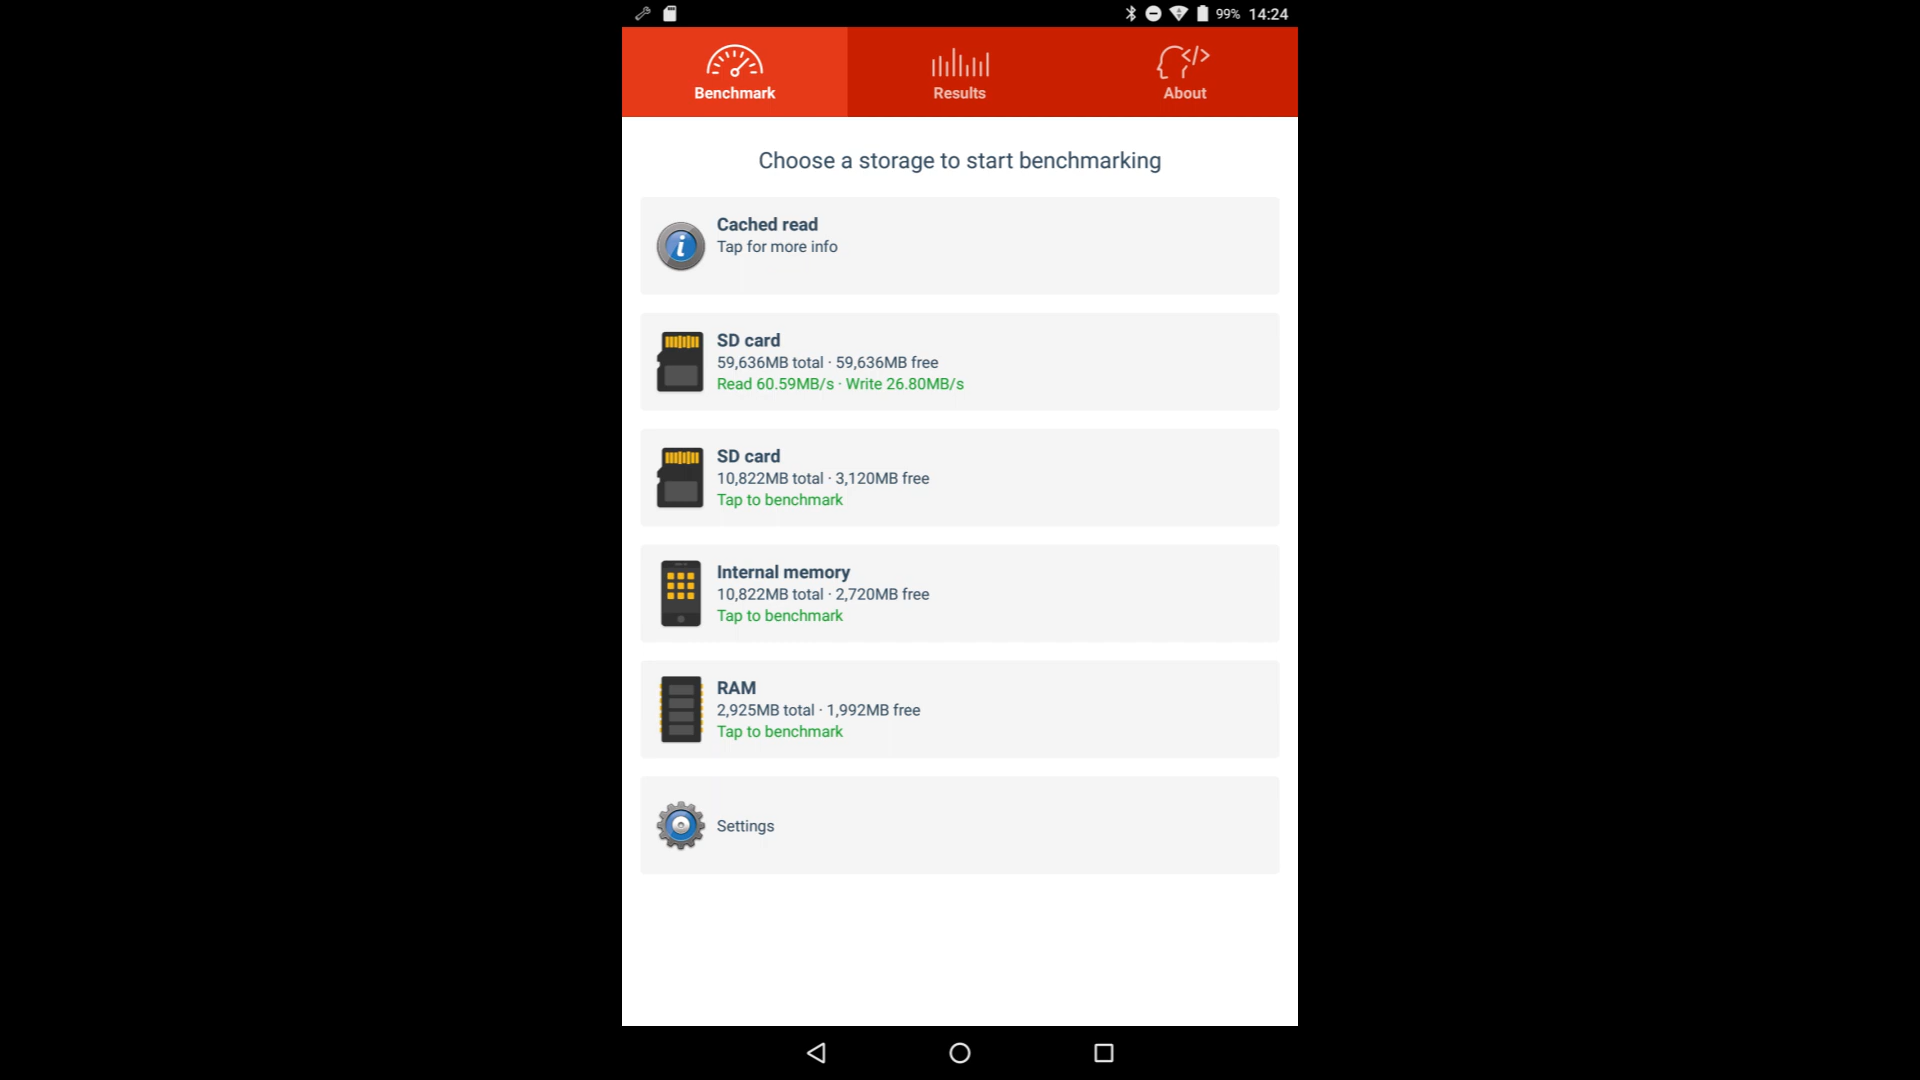 99% 14:24
Benchmark
Results
</>
About
Choose a storage to start benchmarking
Cached read
Tap for more info
SD card
59,636MB total · 59,636MB free
Read 60.59MB/s · Write 26.80MB/s
SD card
10,822MB total · 3,120MB free
Tap to benchmark
Internal memory
10,822MB total · 2,720MB free
Tap to benchmark
RAM
2,925MB total · 1,992MB free
Tap to benchmark
Settings